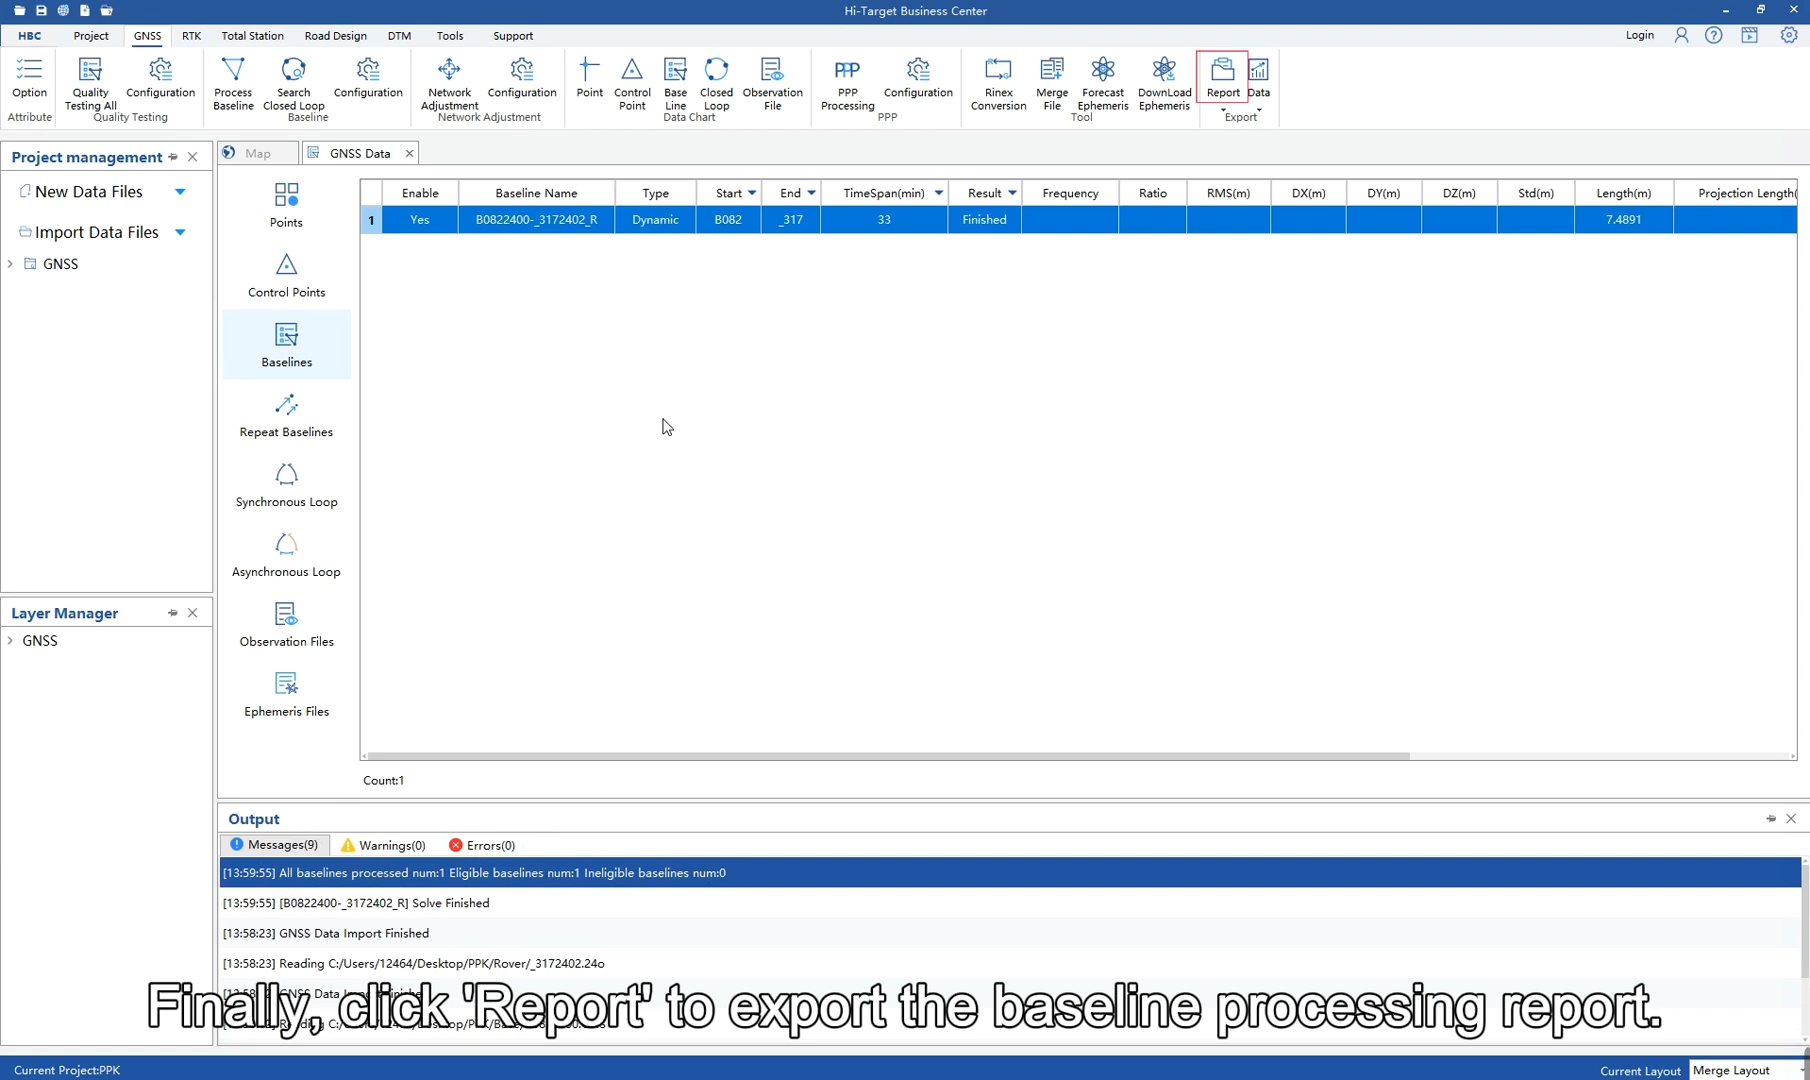 Hi-Target Business Center
HBC Project GNSS RTK Total Station Road Design DTM Tools Support Login
Option
Quality Testing All
Configuration
Process Baseline
Search Closed Loop
Configuration
Network Adjustment
Configuration
Point
Control Point
Base Line
Closed Loop
Observation File
PPP Processing
Configuration
Rinex Conversion
Merge File
Forecast Ephemeris
DownLoad Ephemeris
Report
Data
Attribute Quality Testing Baseline Network Adjustment Data Chart PPP Tool Export
Project management
New Data Files
Import Data Files
GNSS
Layer Manager
GNSS
Map GNSS Data
Points
Control Points
Baselines
Repeat Baselines
Synchronous Loop
Asynchronous Loop
Observation Files
Ephemeris Files
Enable Baseline Name Type Start End TimeSpan(min) Result Frequency Ratio RMS(m) DX(m) DY(m) DZ(m) Std(m) Length(m) Projection Length(
1 Yes B0822400-_3172402_R Dynamic B082 _317 33 Finished 7.4891
Count:1
Output
Messages(9) Warnings(0) Errors(0)
[13:59:55] All baselines processed num:1 Eligible baselines num:1 Ineligible baselines num:0
[13:59:55] [B0822400-_3172402_R] Solve Finished
[13:58:23] GNSS Data Import Finished
[13:58:23] Reading C:/Users/12464/Desktop/PPK/Rover/_3172402.24o
Finally, click 'Report' to export the baseline processing report.
Current Project:PPK
Current Layout Merge Layout